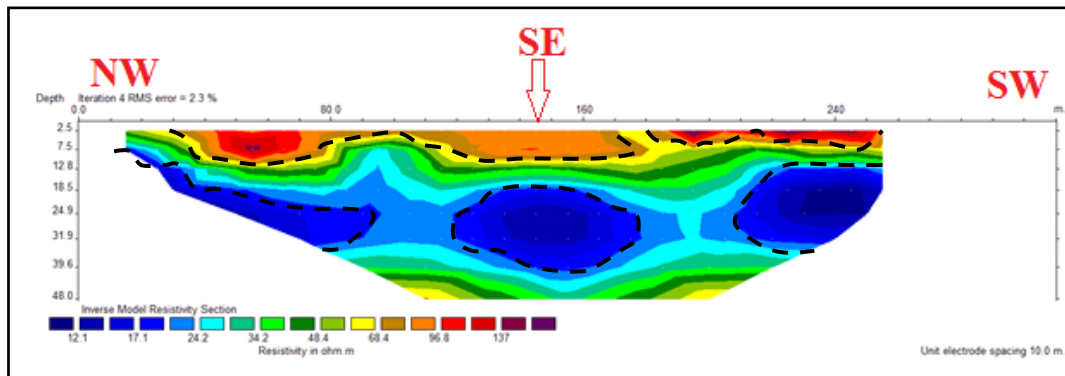 SE
NW
SW
Depth Iteration 4 RMS error = 2.3 %
0.0 80.0 160 240 m.
2.5
7.5
12.8
18.5
24.9
31.9
39.6
48.0
Inverse Model Resistivity Section
12.1 17.1 24.2 34.2 48.4 68.4 96.8 137
Resistivity in ohm.m
Unit electrode spacing 10.0 m.